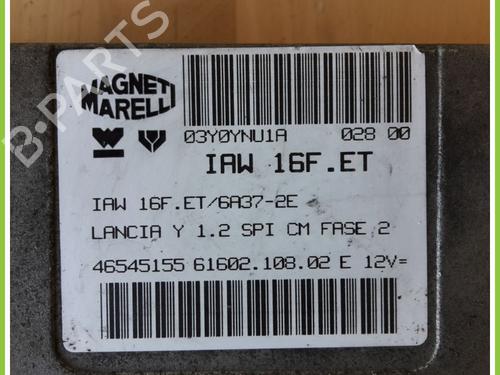 MAGNETI
MARELLI
03Y0YNU1A 028 00
IAW 16F.ET
IAW 16F.ET/6A37-2E
LANCIA Y 1.2 SPI CM FASE 2
46545155 61602.108.02 E 12V=
B-PARTS